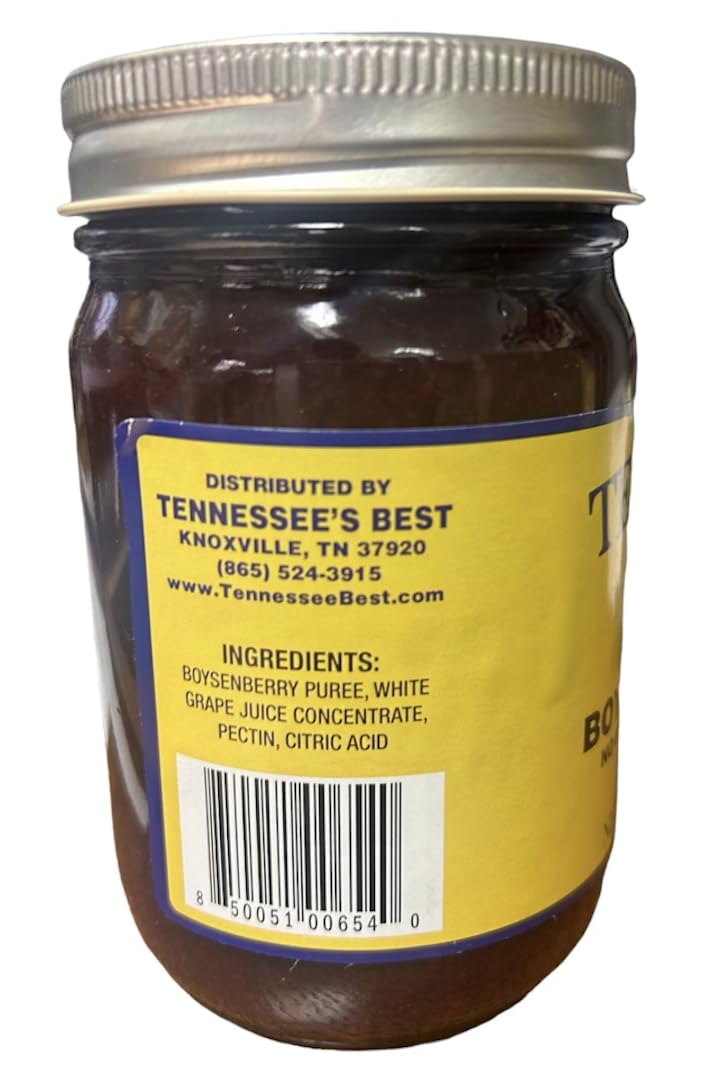 DISTRIBUTED BY
TENNESSEE'S BEST
KNOXVILLE, TN 37920
(865) 524-3915
www.TennesseeBest.com
INGREDIENTS:
BOYSENBERRY PUREE, WHITE
GRAPE JUICE CONCENTRATE,
PECTIN, CITRIC ACID
8 50051 00654 0